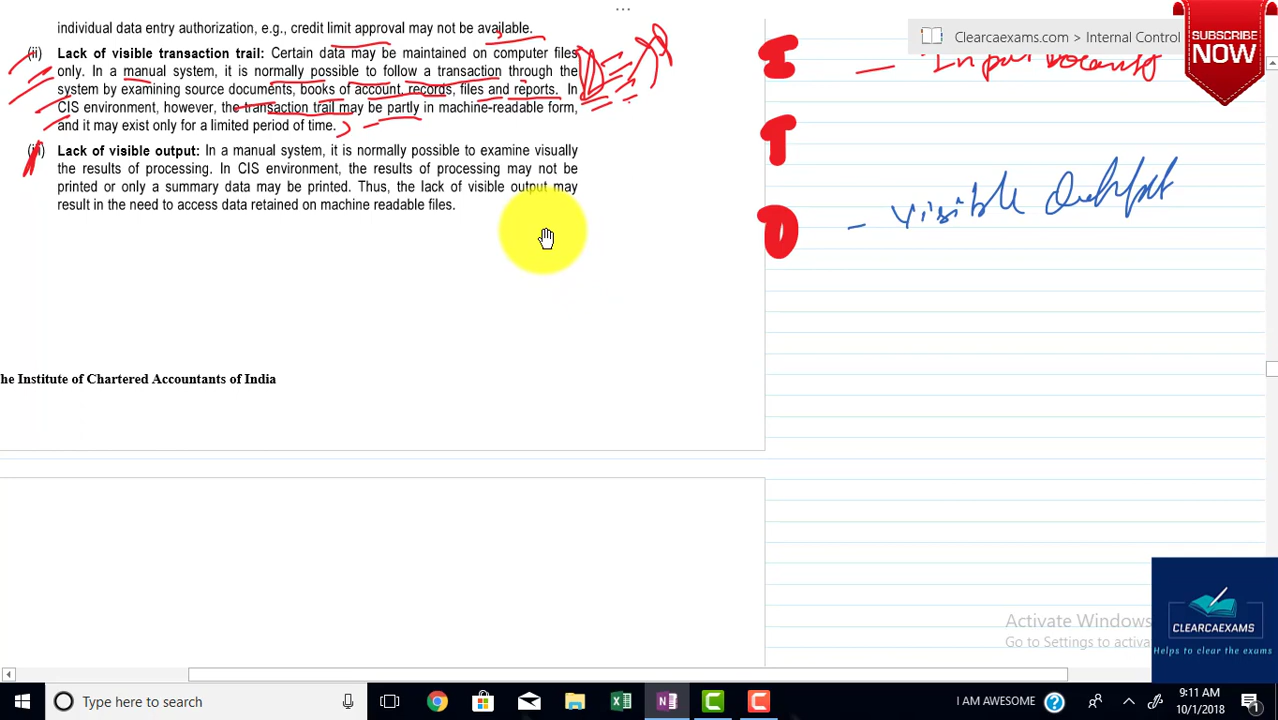 individual data entry authorization, e.g., credit limit approval may not be available.
(ii) Lack of visible transaction trail: Certain data may be maintained on computer files
only. In a manual system, it is normally possible to follow a transaction through the
system by examining source documents, books of account, records, files and reports. In
CIS environment, however, the transaction trail may be partly in machine-readable form,
and it may exist only for a limited period of time.
(iii) Lack of visible output: In a manual system, it is normally possible to examine visually
the results of processing. In CIS environment, the results of processing may not be
printed or only a summary data may be printed. Thus, the lack of visible output may
result in the need to access data retained on machine readable files.
he Institute of Chartered Accountants of India
Clearcaexams.com > Internal Control
SUBSCRIBE
NOW
I
— Input
T
O — visible Output
Activate Windows
Go to Settings to activa
CLEARCAEXAMS
Helps to clear the exams
Type here to search
I AM AWESOME
9:11 AM
10/1/2018